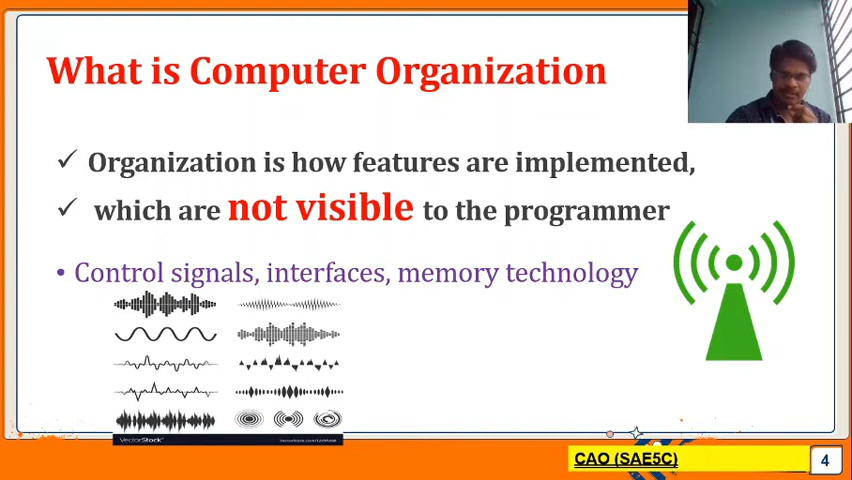 What is Computer Organization
✓ Organization is how features are implemented,
✓ which are not visible to the programmer
• Control signals, interfaces, memory technology
VectorStock
CAO (SAE5C)
4